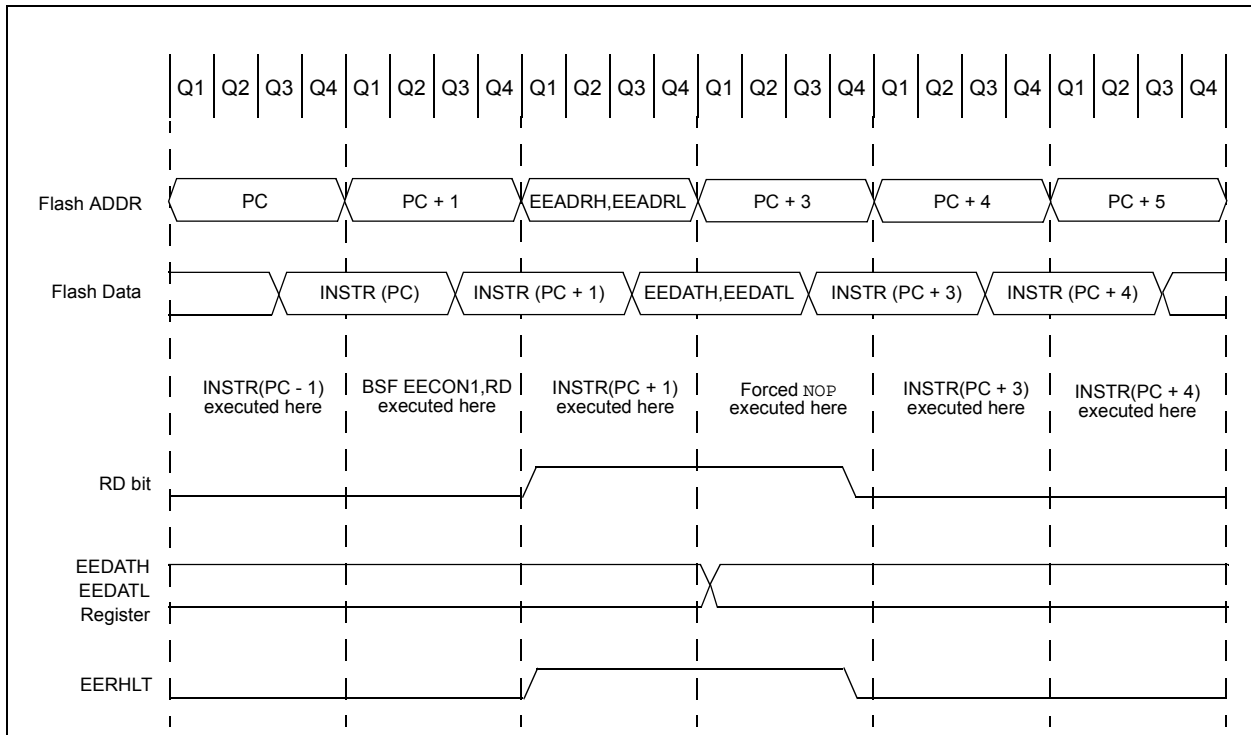 Q1 Q2 Q3 Q4 Q1 Q2 Q3 Q4 Q1 Q2 Q3 Q4 Q1 Q2 Q3 Q4 Q1 Q2 Q3 Q4 Q1 Q2 Q3 Q4
Flash ADDR PC PC + 1 EEADRH,EEADRL PC + 3 PC + 4 PC + 5
Flash Data INSTR (PC) INSTR (PC + 1) EEDATH,EEDATL INSTR (PC + 3) INSTR (PC + 4)
INSTR(PC - 1)
executed here
BSF EECON1,RD
executed here
INSTR(PC + 1)
executed here
Forced NOP
executed here
INSTR(PC + 3)
executed here
INSTR(PC + 4)
executed here
RD bit
EEDATH
EEDATL
Register
EERHLT